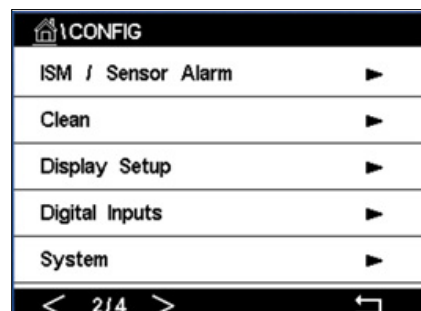 \CONFIG
ISM / Sensor Alarm
Clean
Display Setup
Digital Inputs
System
< 2/4 >